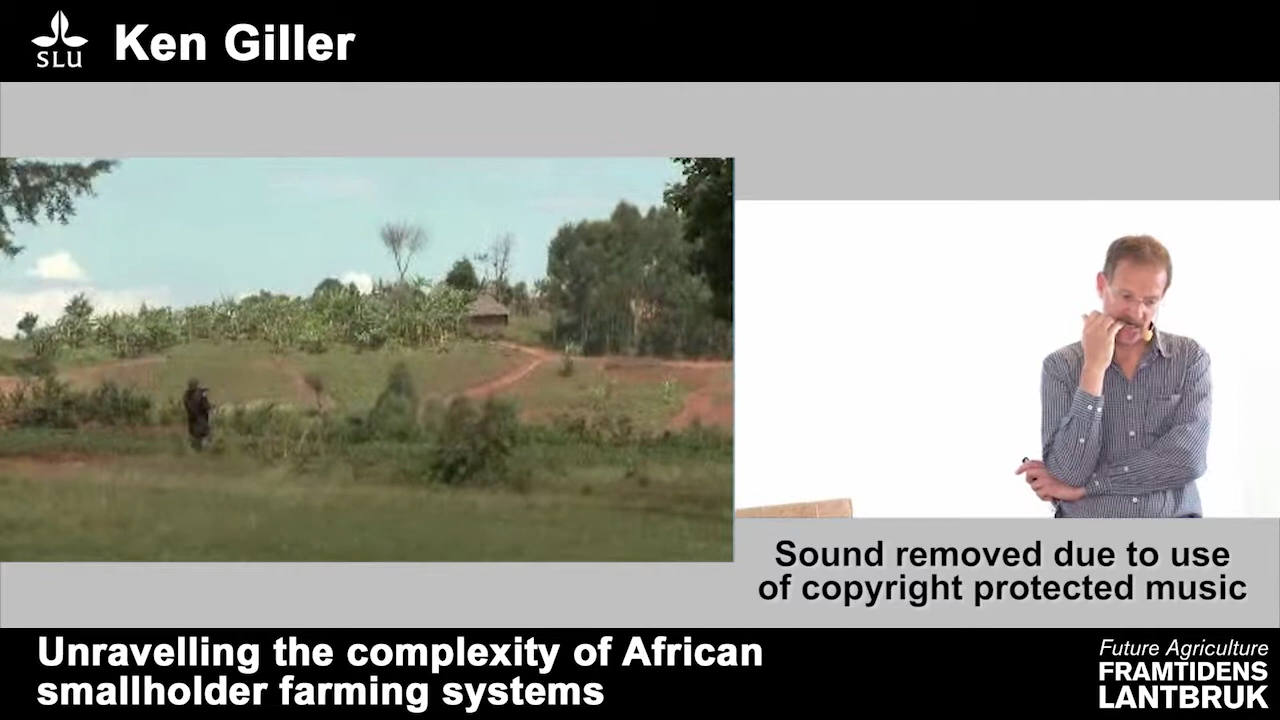 SLU
Ken Giller
Sound removed due to use
of copyright protected music
Unravelling the complexity of African
smallholder farming systems
Future Agriculture
FRAMTIDENS
LANTBRUK